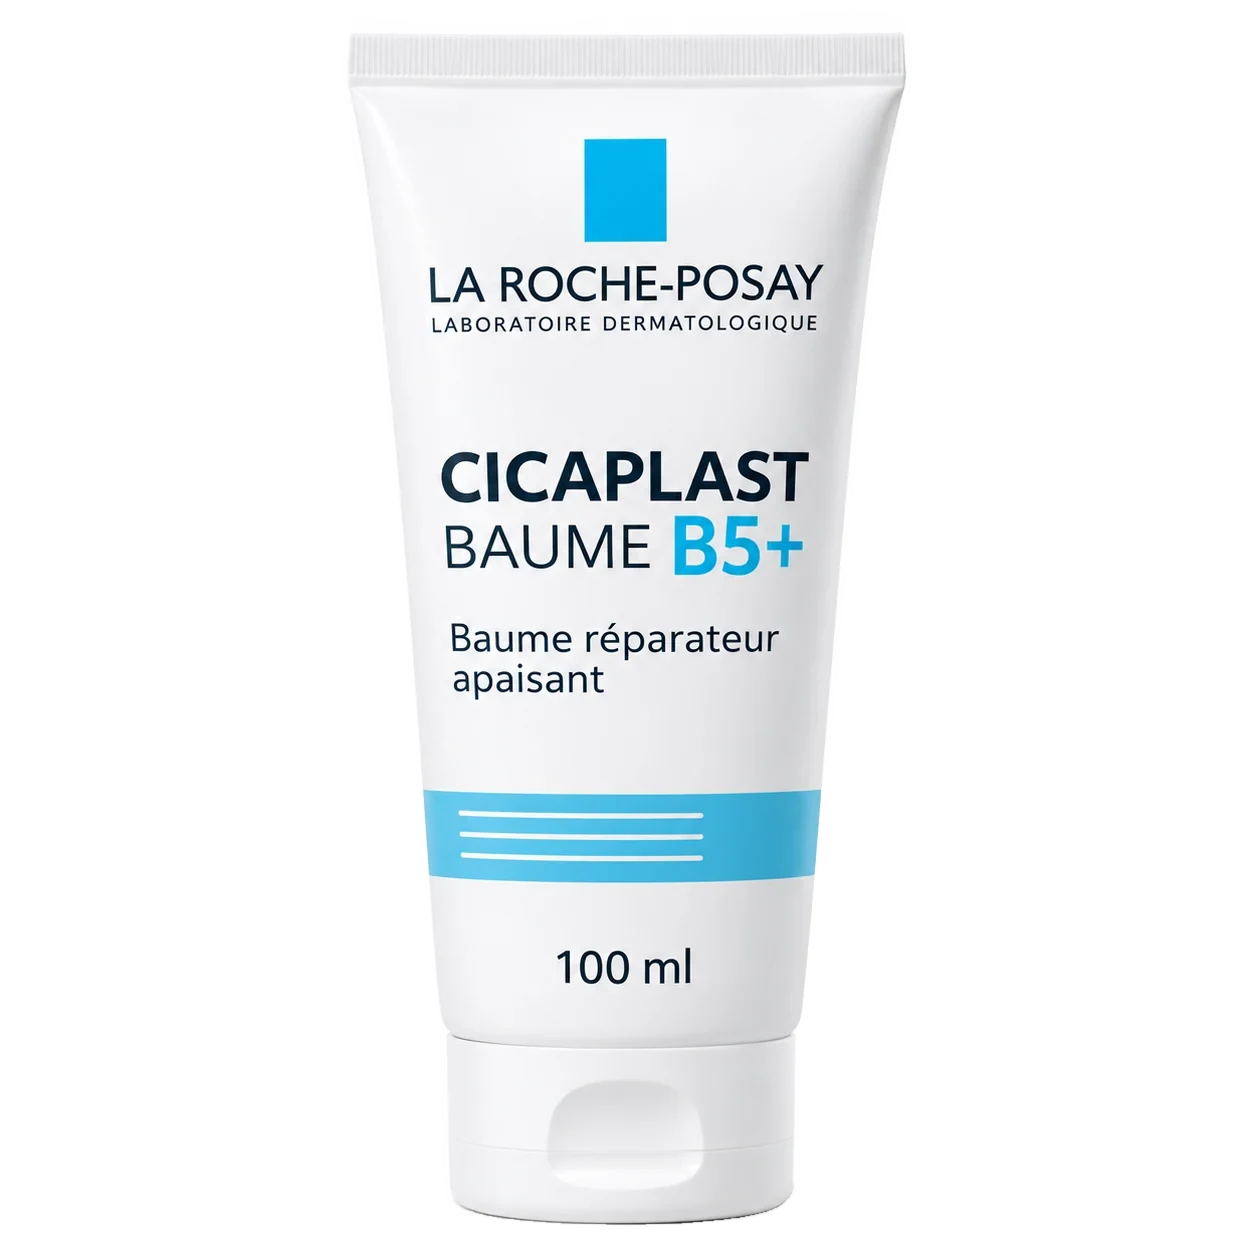 LA ROCHE-POSAY
LABORATOIRE DERMATOLOGIQUE
CICAPLAST
BAUME B5+
Baume réparateur
apaisant
100 ml